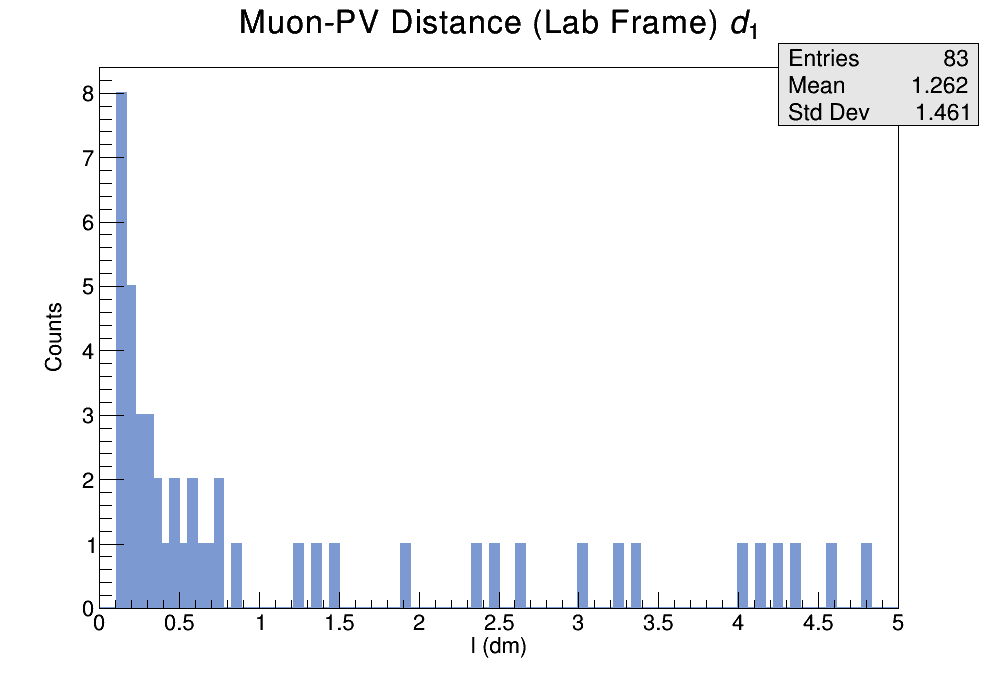 Muon-PV Distance (Lab Frame) d₁
Entries 83
Mean 1.262
Std Dev 1.461
8
7
6
5
4
3
2
1
0
Counts
0 0.5 1 1.5 2 2.5 3 3.5 4 4.5 5
l (dm)